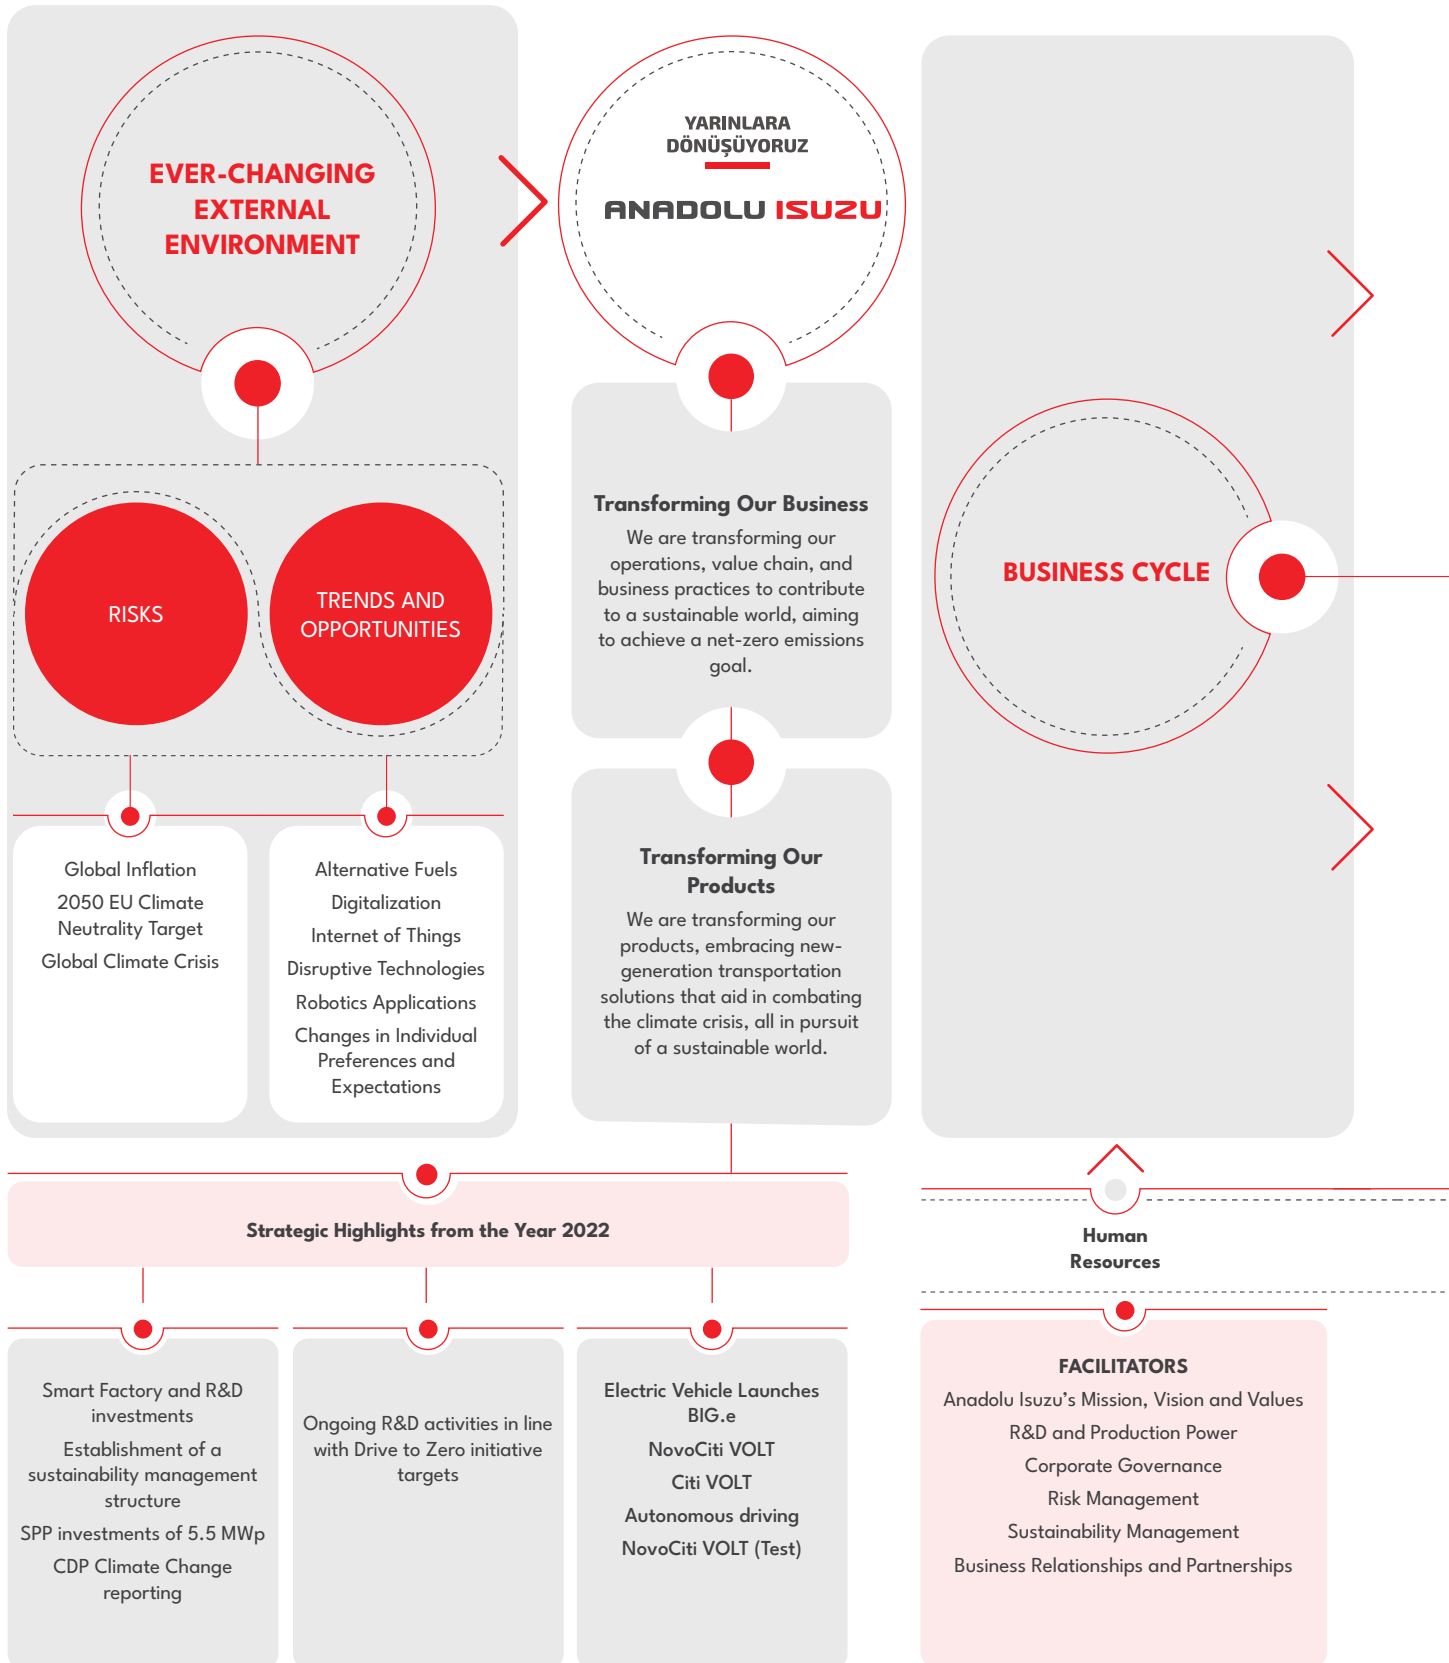 EVER-CHANGING
EXTERNAL
ENVIRONMENT
RISKS
TRENDS AND
OPPORTUNITIES
Global Inflation
2050 EU Climate
Neutrality Target
Global Climate Crisis
Alternative Fuels
Digitalization
Internet of Things
Disruptive Technologies
Robotics Applications
Changes in Individual
Preferences and
Expectations
YARINLARA
DÖNÜŞÜYORUZ
ANADOLU ISUZU
Transforming Our Business
We are transforming our
operations, value chain, and
business practices to contribute
to a sustainable world, aiming
to achieve a net-zero emissions
goal.
Transforming Our
Products
We are transforming our
products, embracing new-
generation transportation
solutions that aid in combating
the climate crisis, all in pursuit
of a sustainable world.
BUSINESS CYCLE
Strategic Highlights from the Year 2022
Smart Factory and R&D
investments
Establishment of a
sustainability management
structure
SPP investments of 5.5 MWp
CDP Climate Change
reporting
Ongoing R&D activities in line
with Drive to Zero initiative
targets
Electric Vehicle Launches
BIG.e
NovoCiti VOLT
Citi VOLT
Autonomous driving
NovoCiti VOLT (Test)
Human
Resources
FACILITATORS
Anadolu Isuzu's Mission, Vision and Values
R&D and Production Power
Corporate Governance
Risk Management
Sustainability Management
Business Relationships and Partnerships